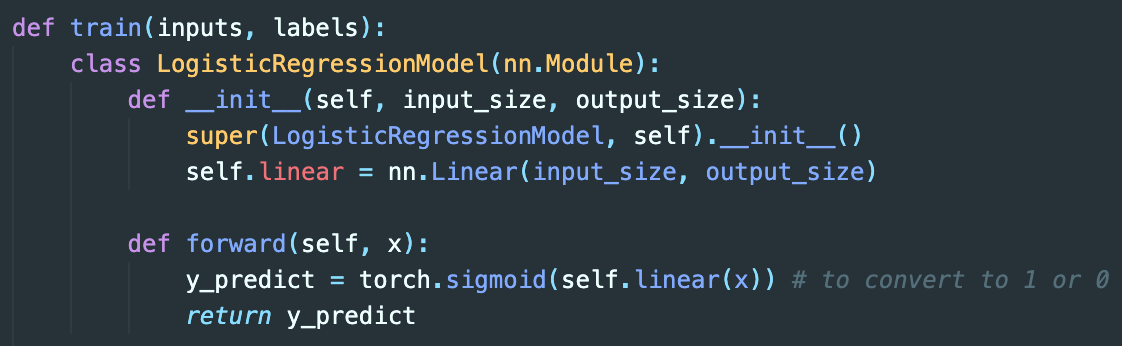 def train(inputs, labels):
    class LogisticRegressionModel(nn.Module):
        def __init__(self, input_size, output_size):
            super(LogisticRegressionModel, self).__init__()
            self.linear = nn.Linear(input_size, output_size)
        def forward(self, x):
            y_predict = torch.sigmoid(self.linear(x)) # to convert to 1 or 0
            return y_predict